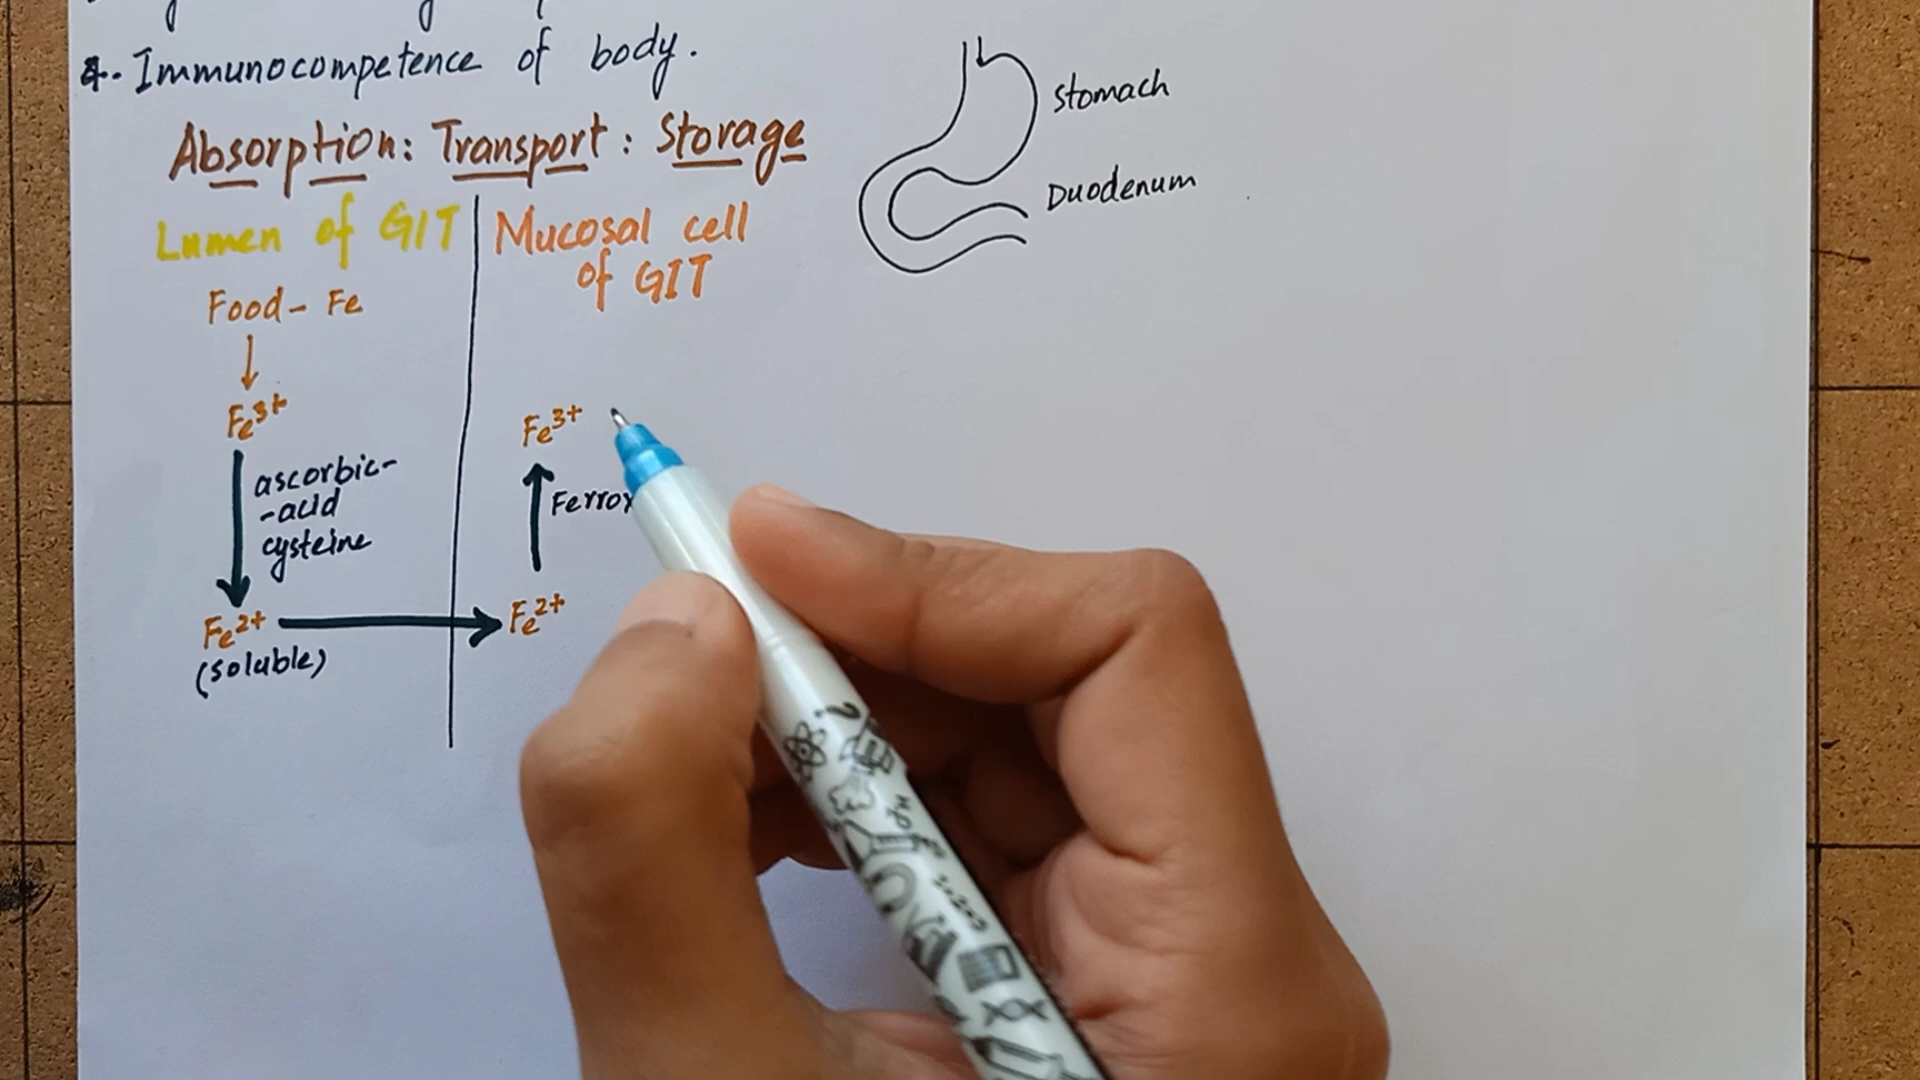 4. Immunocompetence of body.
Absorption: Transport: Storage
Lumen of GIT
Food - Fe
Fe3+
ascorbic-
-acid
cysteine
Fe2+
(soluble)
Mucosal cell
of GIT
Fe3+
Fe2+
Stomach
Duodenum